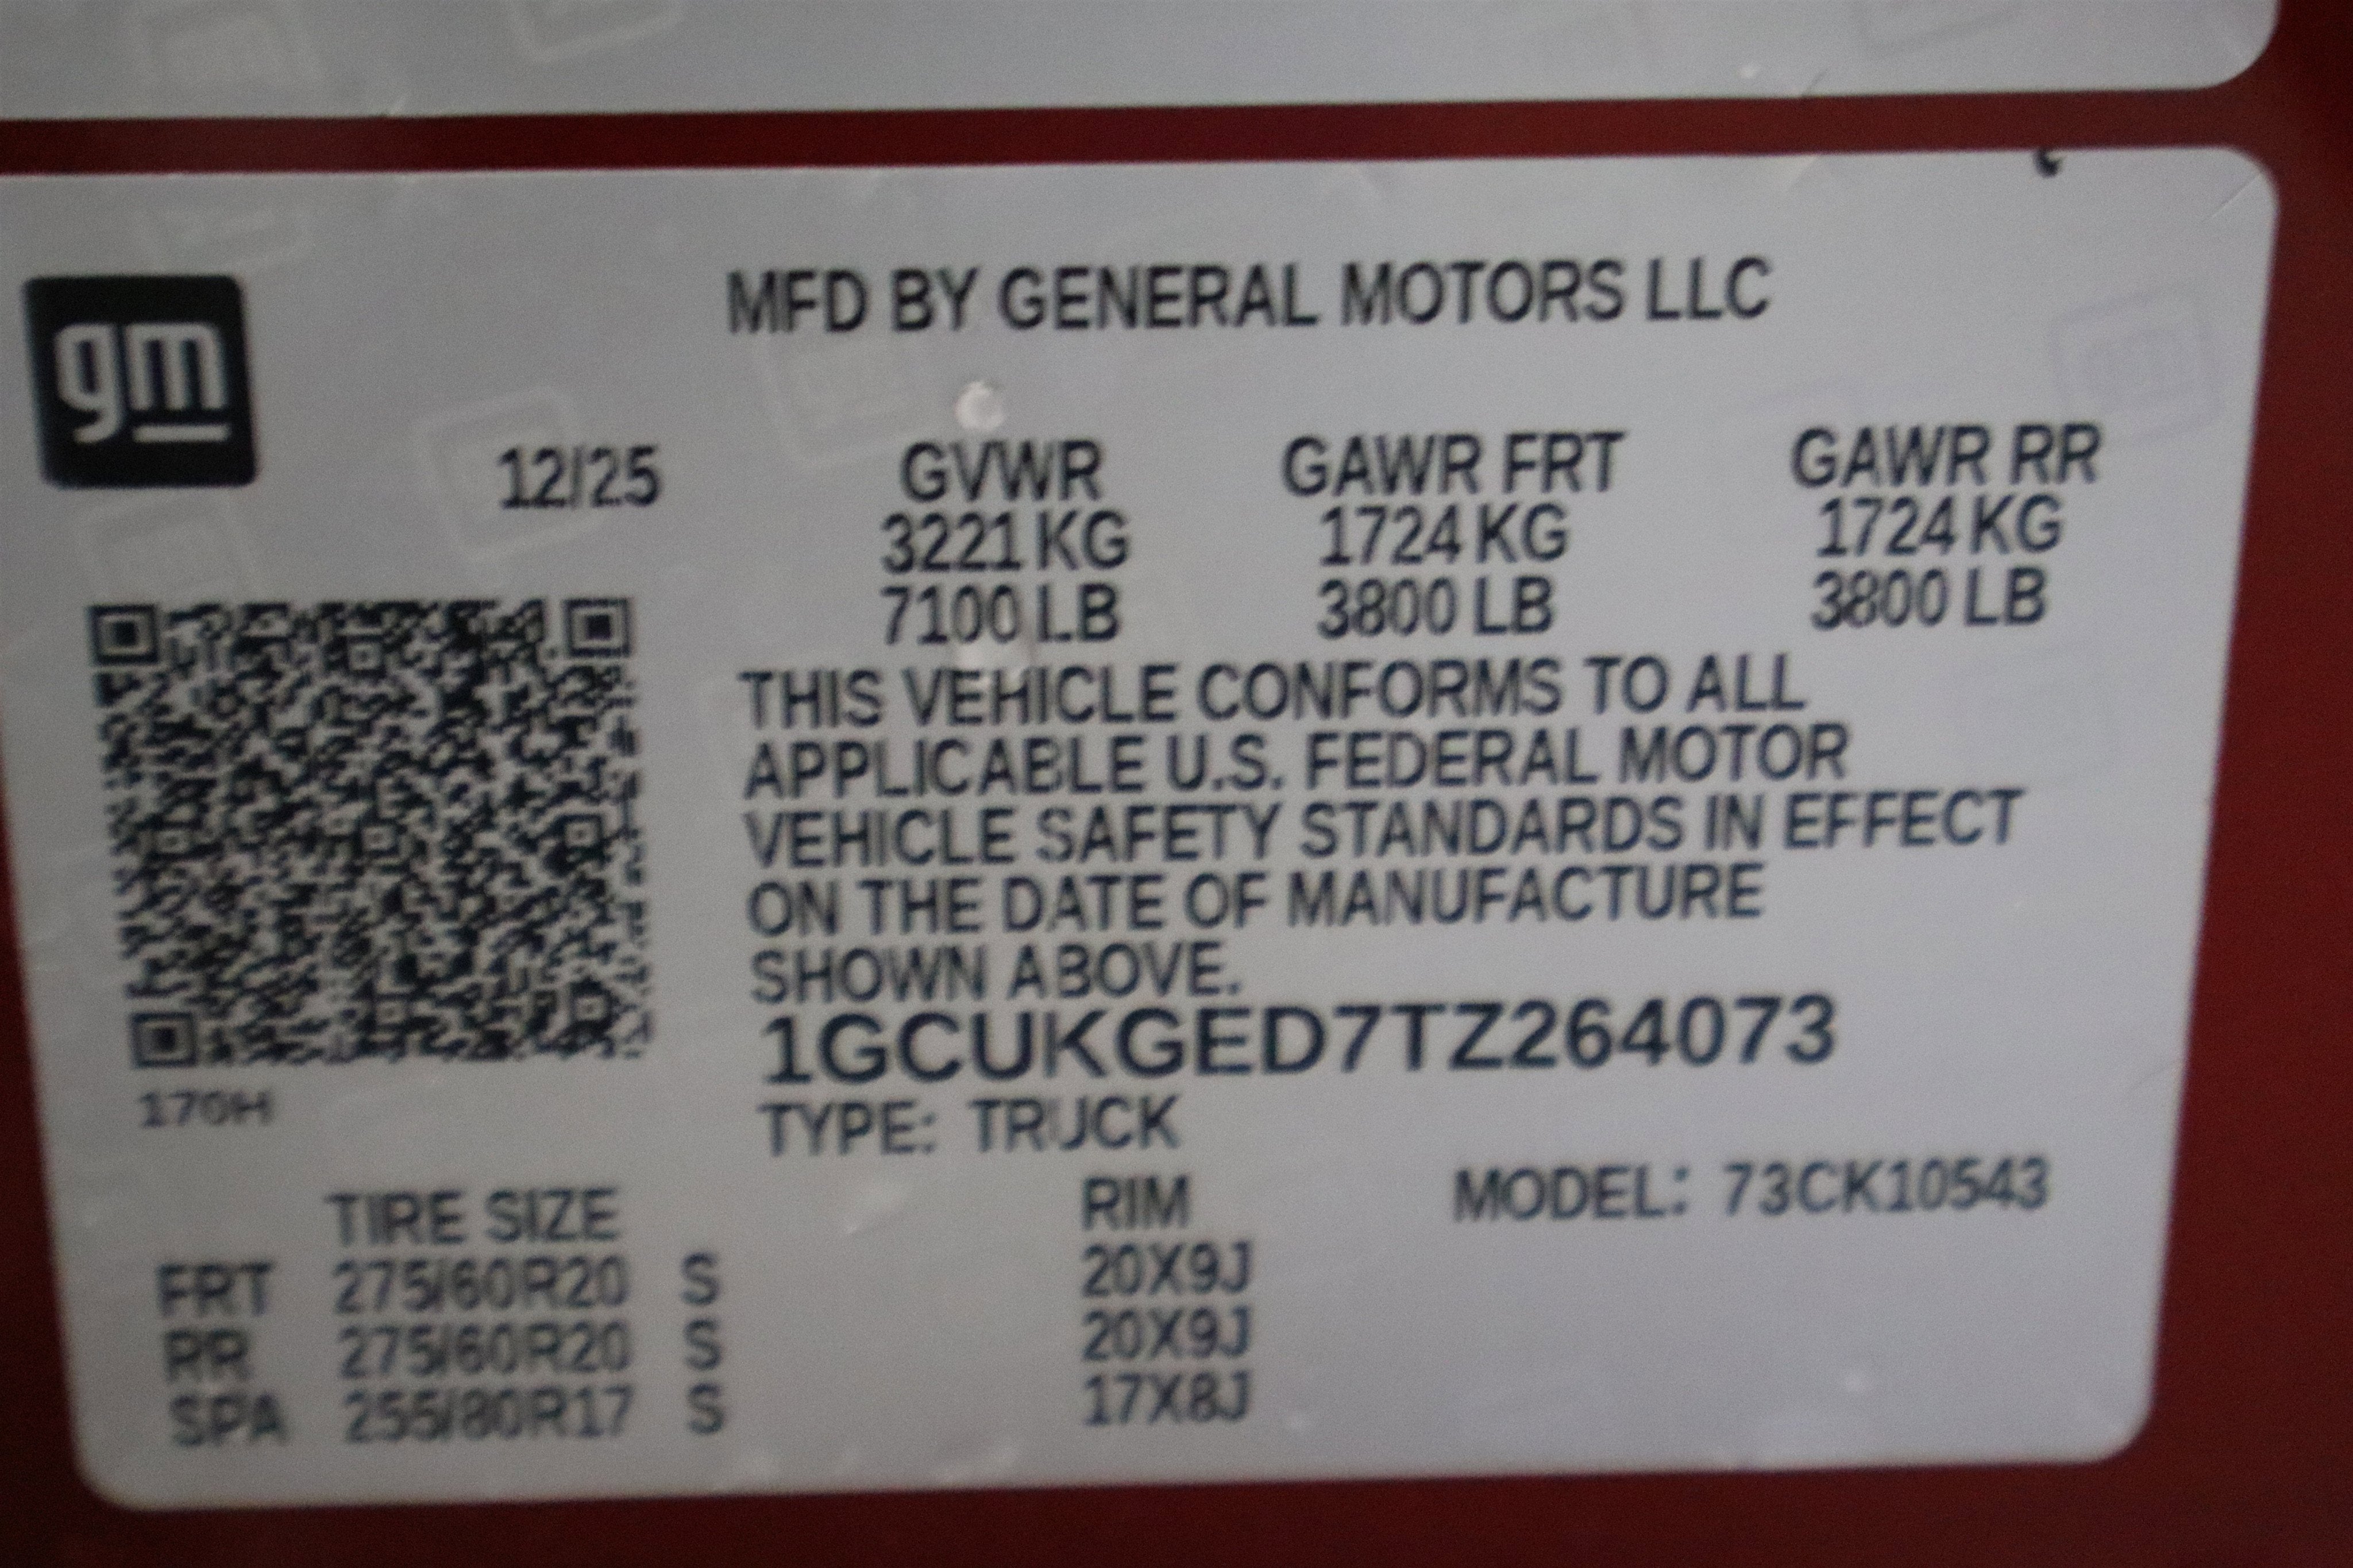 gm
MFD BY GENERAL MOTORS LLC
12/25
GVWR GAWR FRT GAWR RR
3221 KG 1724 KG 1724 KG
7100 LB 3800 LB 3800 LB
THIS VEHICLE CONFORMS TO ALL
APPLICABLE U.S. FEDERAL MOTOR
VEHICLE SAFETY STANDARDS IN EFFECT
ON THE DATE OF MANUFACTURE
SHOWN ABOVE.
1GCUKGED7TZ264073
170H
TYPE: TRUCK
TIRE SIZE RIM MODEL: 73CK10543
FRT 275/60R20 S 20X9J
RR 275/60R20 S 20X9J
SPA 255/80R17 S 17X8J